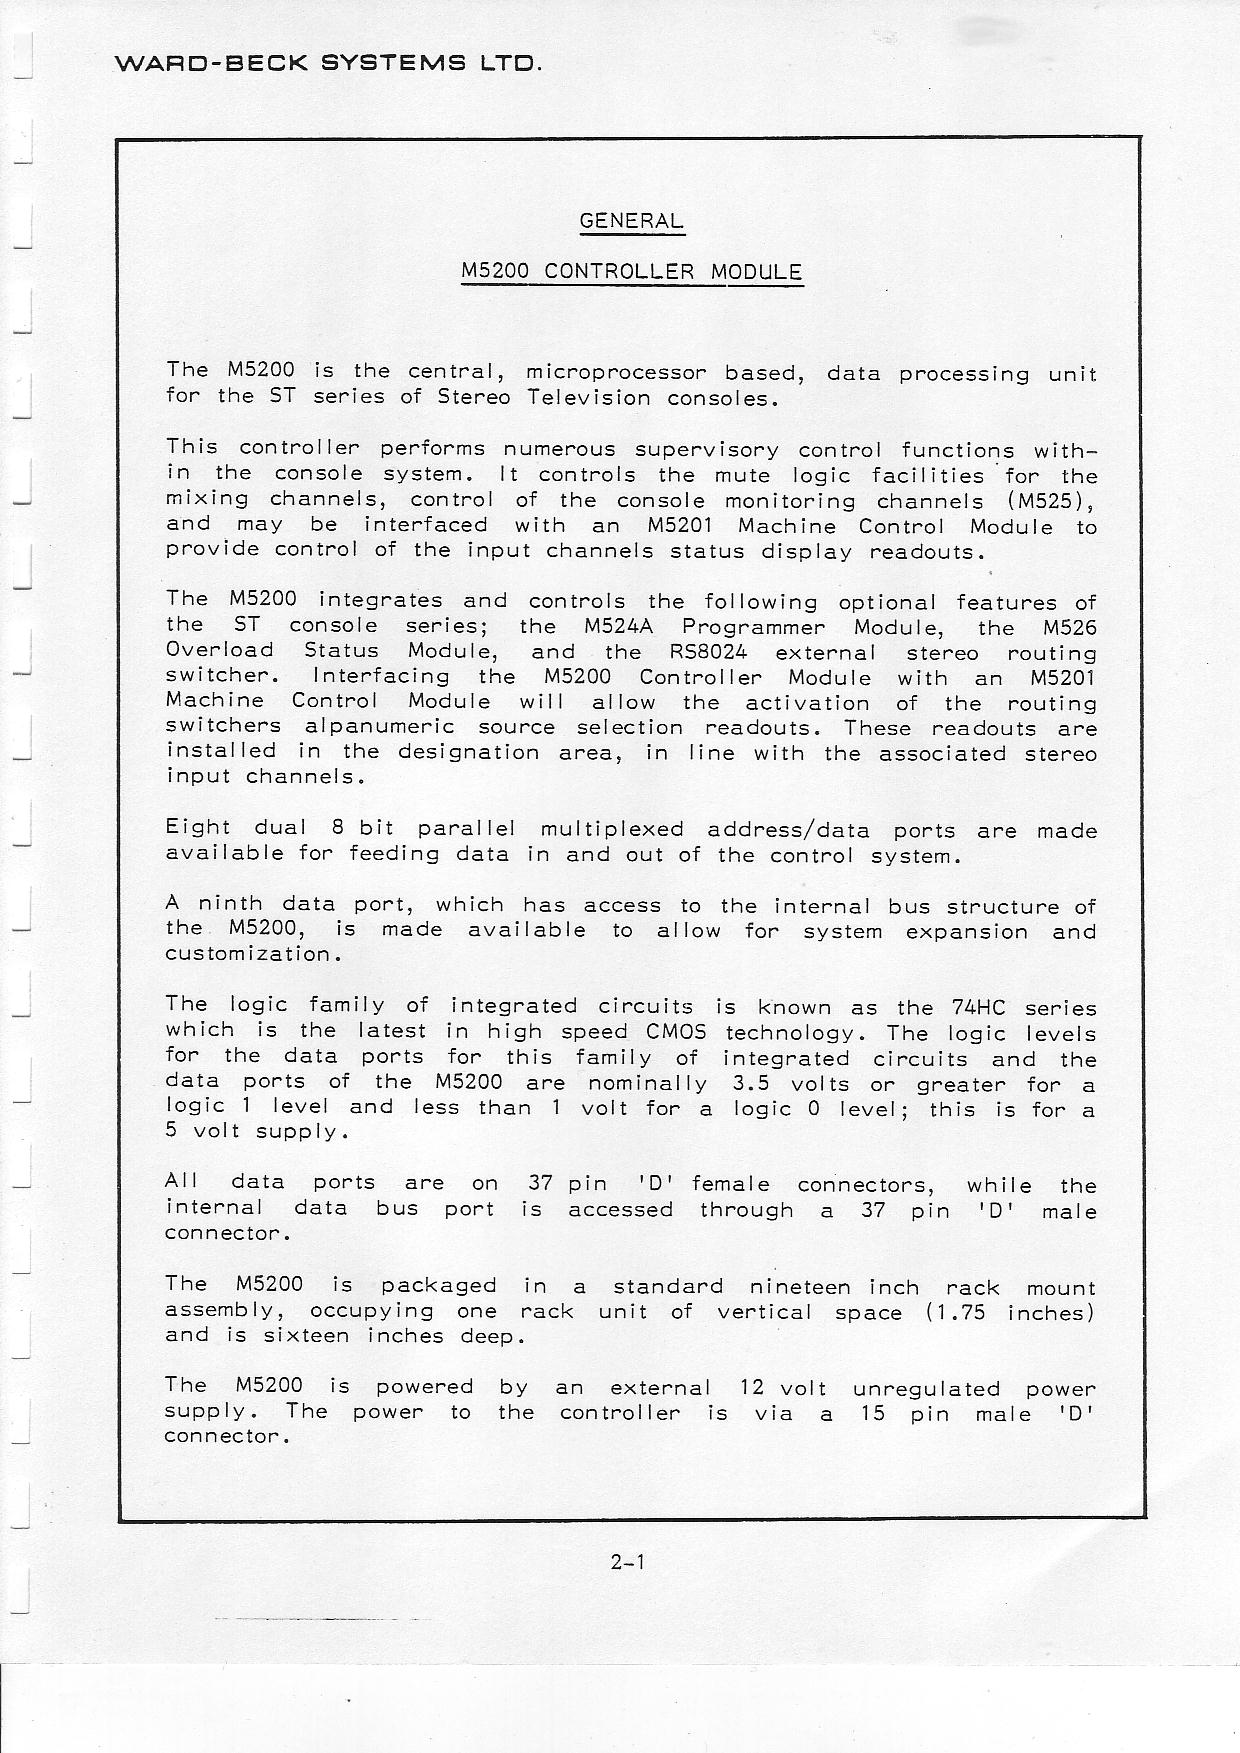 WARD-BECK SYSTEMS LTD.
GENERAL
M5200 CONTROLLER MODULE
The M5200 is the central, microprocessor based, data processing unit
for the ST series of Stereo Television consoles.
This controller performs numerous supervisory control functions with-
in the console system. It controls the mute logic facilities for the
mixing channels, control of the console monitoring channels (M525),
and may be interfaced with an M5201 Machine Control Module to
provide control of the input channels status display readouts.
The M5200 integrates and controls the following optional features of
the ST console series; the M524A Programmer Module, the M526
Overload Status Module, and the RS8024 external stereo routing
switcher. Interfacing the M5200 Controller Module with an M5201
Machine Control Module will allow the activation of the routing
switchers alpanumeric source selection readouts. These readouts are
installed in the designation area, in line with the associated stereo
input channels.
Eight dual 8 bit parallel multiplexed address/data ports are made
available for feeding data in and out of the control system.
A ninth data port, which has access to the internal bus structure of
the M5200, is made available to allow for system expansion and
customization.
The logic family of integrated circuits is known as the 74HC series
which is the latest in high speed CMOS technology. The logic levels
for the data ports for this family of integrated circuits and the
data ports of the M5200 are nominally 3.5 volts or greater for a
logic 1 level and less than 1 volt for a logic 0 level; this is for a
5 volt supply.
All data ports are on 37 pin 'D' female connectors, while the
internal data bus port is accessed through a 37 pin 'D' male
connector.
The M5200 is packaged in a standard nineteen inch rack mount
assembly, occupying one rack unit of vertical space (1.75 inches)
and is sixteen inches deep.
The M5200 is powered by an external 12 volt unregulated power
supply. The power to the controller is via a 15 pin male 'D'
connector.
2-1